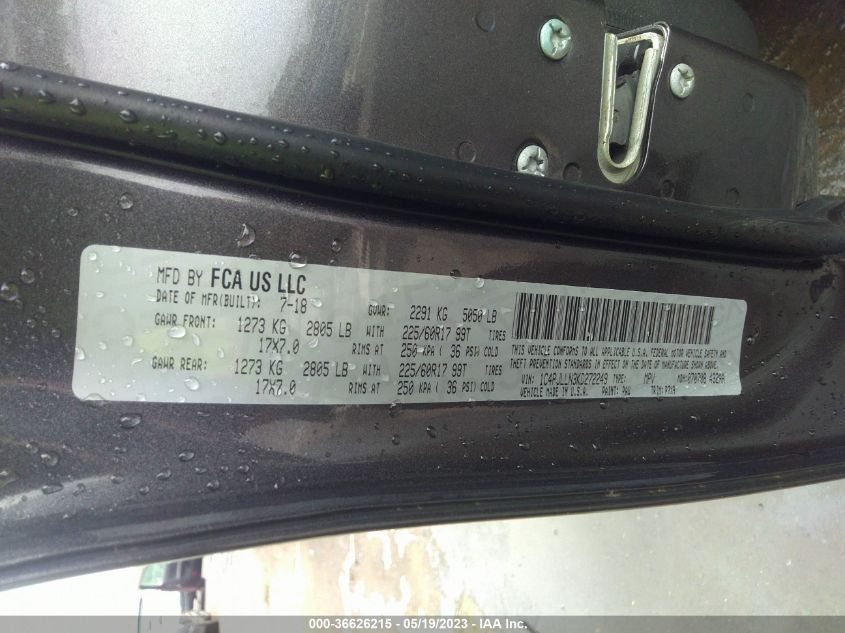 MFD BY FCA US LLC
DATE OF MFR(BUILT): 7-18 GVWR: 2291 KG 5050 LB
GAWR FRONT: 1273 KG 2805 LB WITH 225/60R17 99T TIRES
17X7.0 RIMS AT 250 KPA ( 36 PSI) COLD
GAWR REAR: 1273 KG 2805 LB WITH 225/60R17 99T TIRES
17X7.0 RIMS AT 250 KPA ( 36 PSI) COLD
THIS VEHICLE CONFORMS TO ALL APPLICABLE U.S.A. FEDERAL MOTOR VEHICLE SAFETY AND
THEFT PREVENTION STANDARDS IN EFFECT ON THE DATE OF MANUFACTURE SHOWN ABOVE.
VIN: 1C4PJLLN3KD272249 TYPE: MPV MDH:
VEHICLE MADE IN U.S.A. PAINT: TRIM:
000-36626215 - 05/19/2023 - IAA Inc.